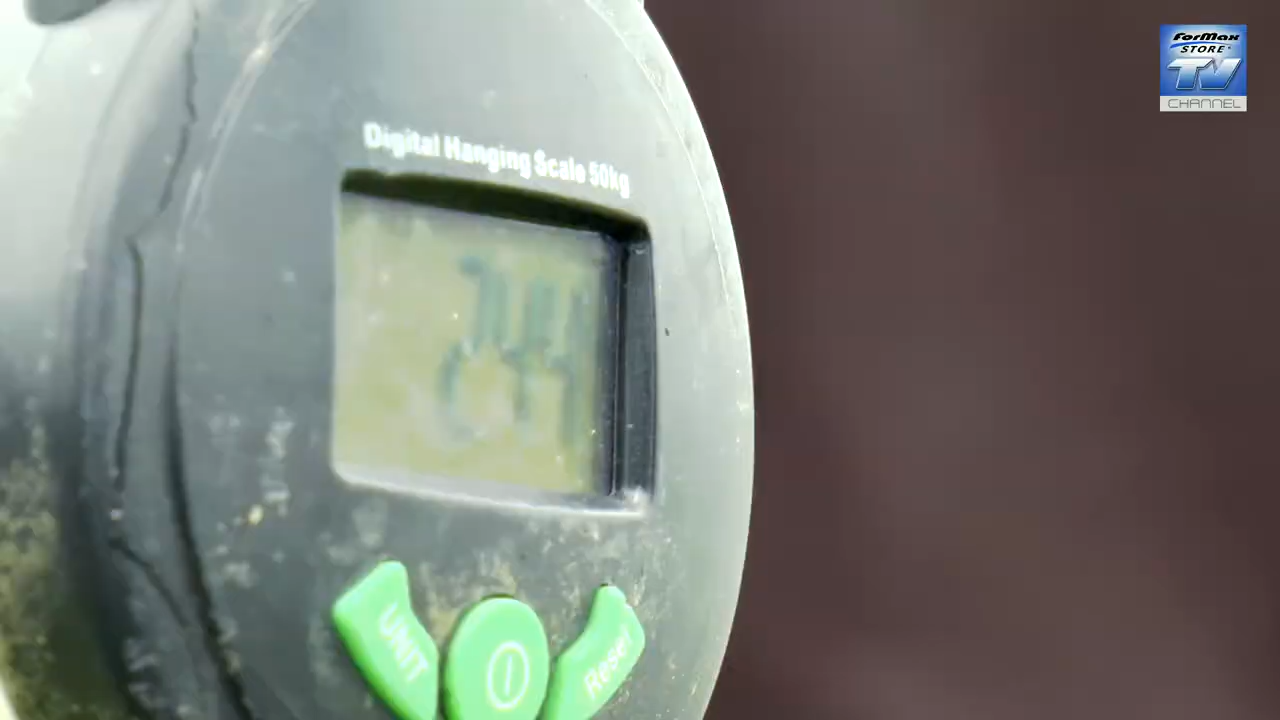 ForMax
STORE®
TV
CHANNEL
Digital Hanging Scale 50kg
UNIT
Reset